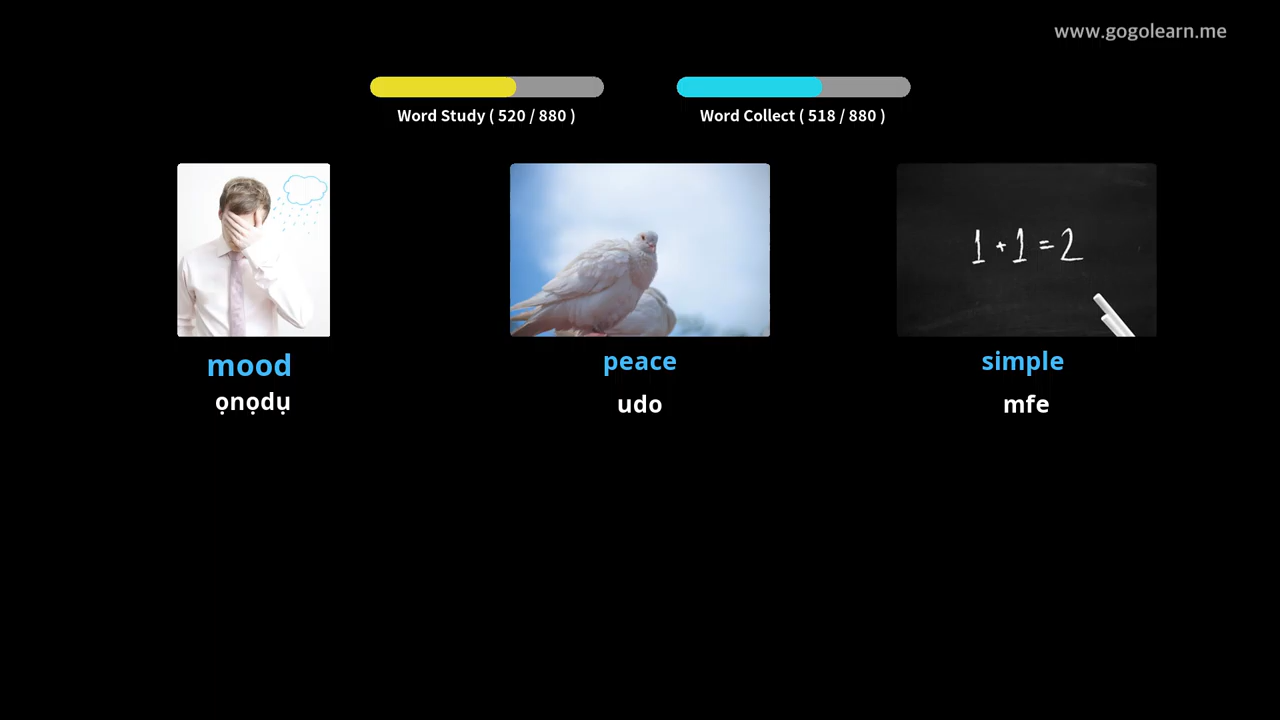 www.gogolearn.me
Word Study ( 520 / 880 )
Word Collect ( 518 / 880 )
1 + 1 = 2
mood
peace
simple
ọnọdụ
udo
mfe